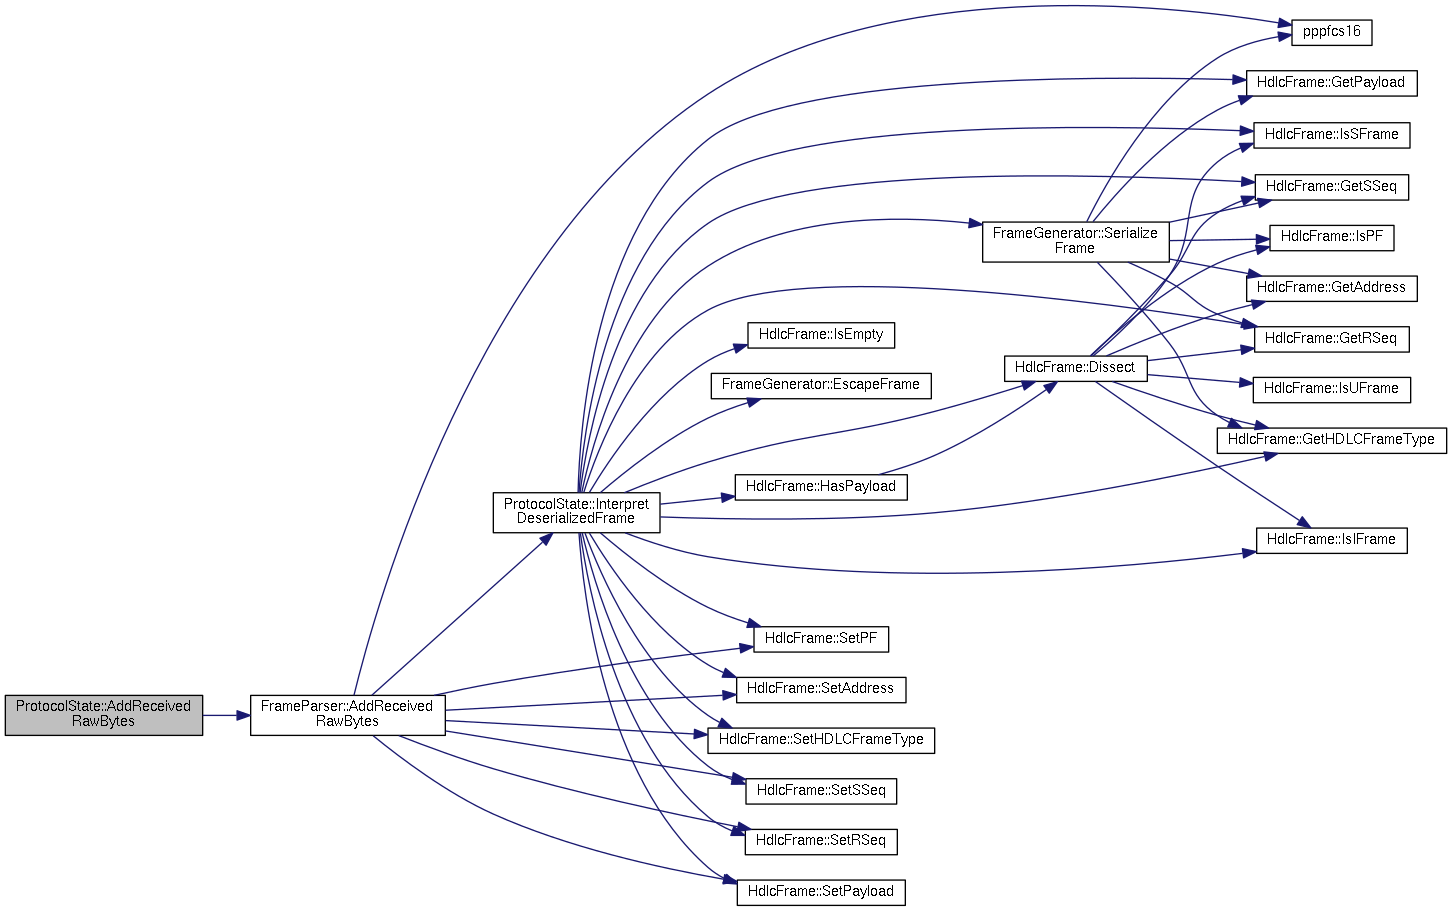 pppfcs16
HdlcFrame::GetPayload
HdlcFrame::IsSFrame
HdlcFrame::GetSSeq
FrameGenerator::Serialize
Frame
HdlcFrame::IsPF
HdlcFrame::GetAddress
HdlcFrame::IsEmpty
HdlcFrame::GetRSeq
HdlcFrame::Dissect
FrameGenerator::EscapeFrame
HdlcFrame::IsUFrame
HdlcFrame::GetHDLCFrameType
HdlcFrame::HasPayload
ProtocolState::Interpret
DeserializedFrame
HdlcFrame::IsIFrame
HdlcFrame::SetPF
HdlcFrame::SetAddress
ProtocolState::AddReceived
RawBytes
FrameParser::AddReceived
RawBytes
HdlcFrame::SetHDLCFrameType
HdlcFrame::SetSSeq
HdlcFrame::SetRSeq
HdlcFrame::SetPayload